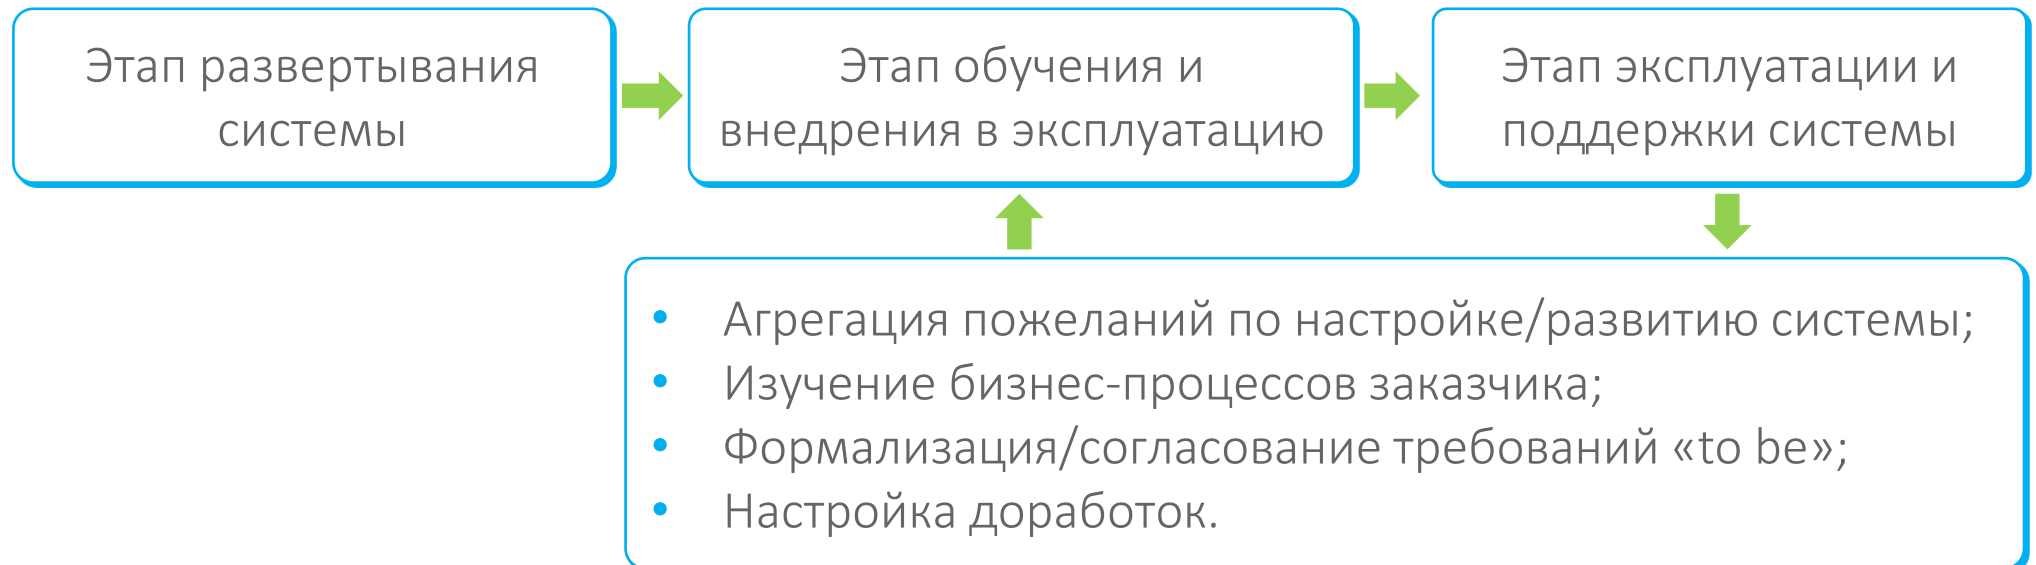 Этап развертывания
системы
Этап обучения и
внедрения в эксплуатацию
Этап эксплуатации и
поддержки системы
• Агрегация пожеланий по настройке/развитию системы;
• Изучение бизнес-процессов заказчика;
• Формализация/согласование требований «to be»;
• Настройка доработок.